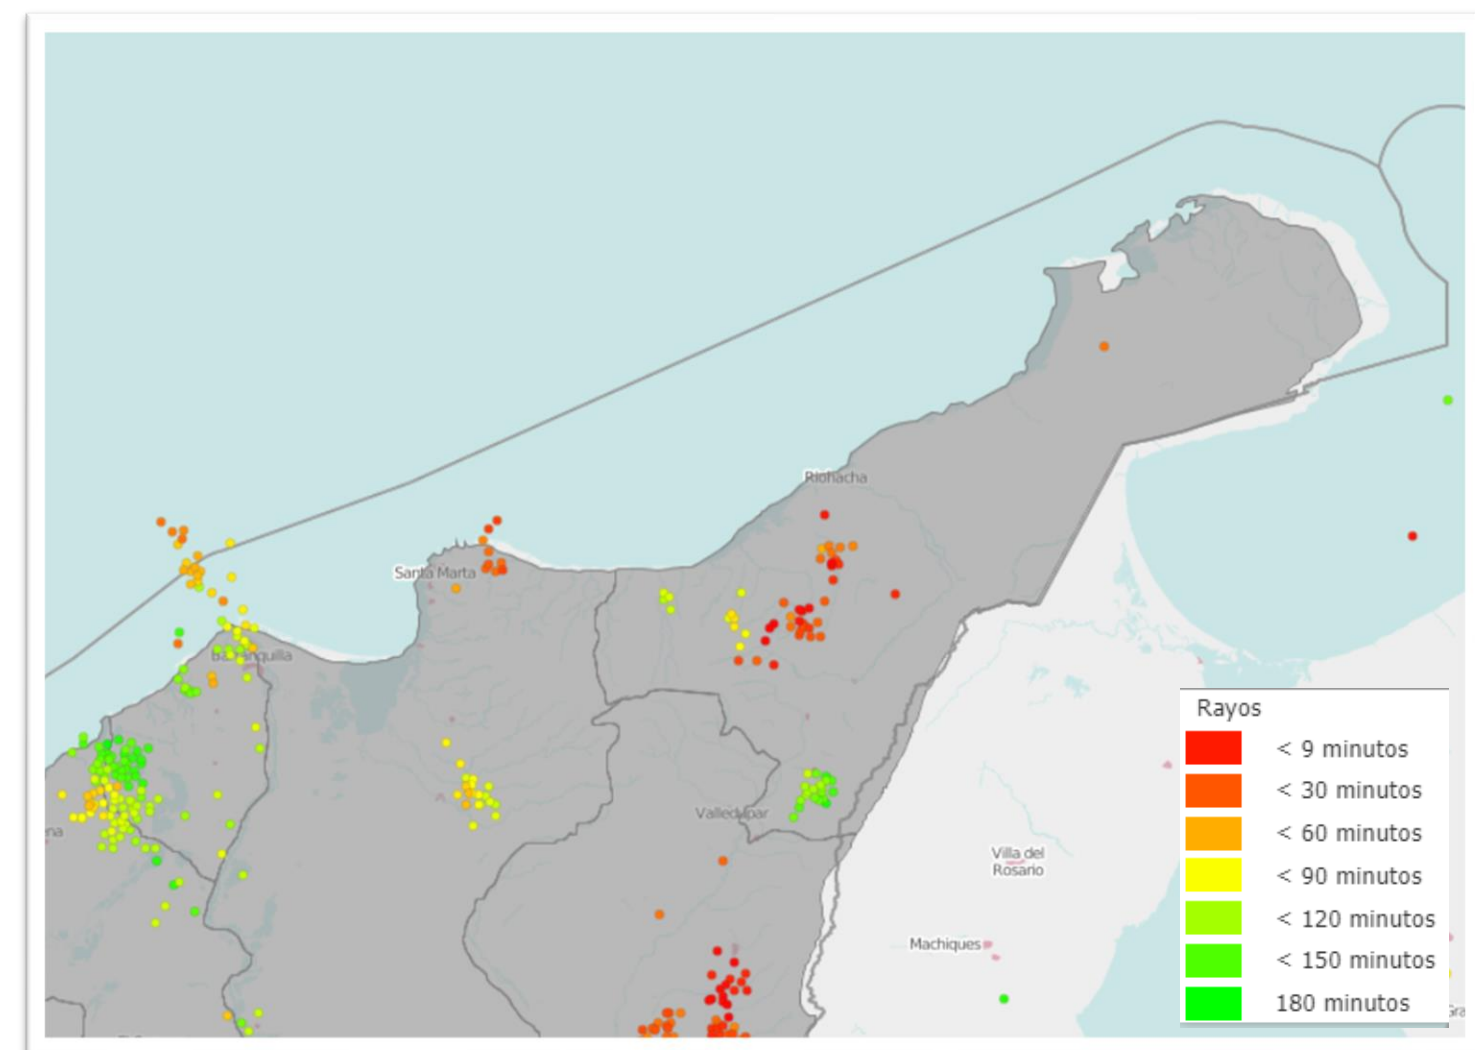 Riohacha
Santa Marta
Barranquilla
Valledupar
ena
Villa del
Rosario
Machiques
Rayos
< 9 minutos
< 30 minutos
< 60 minutos
< 90 minutos
< 120 minutos
< 150 minutos
180 minutos